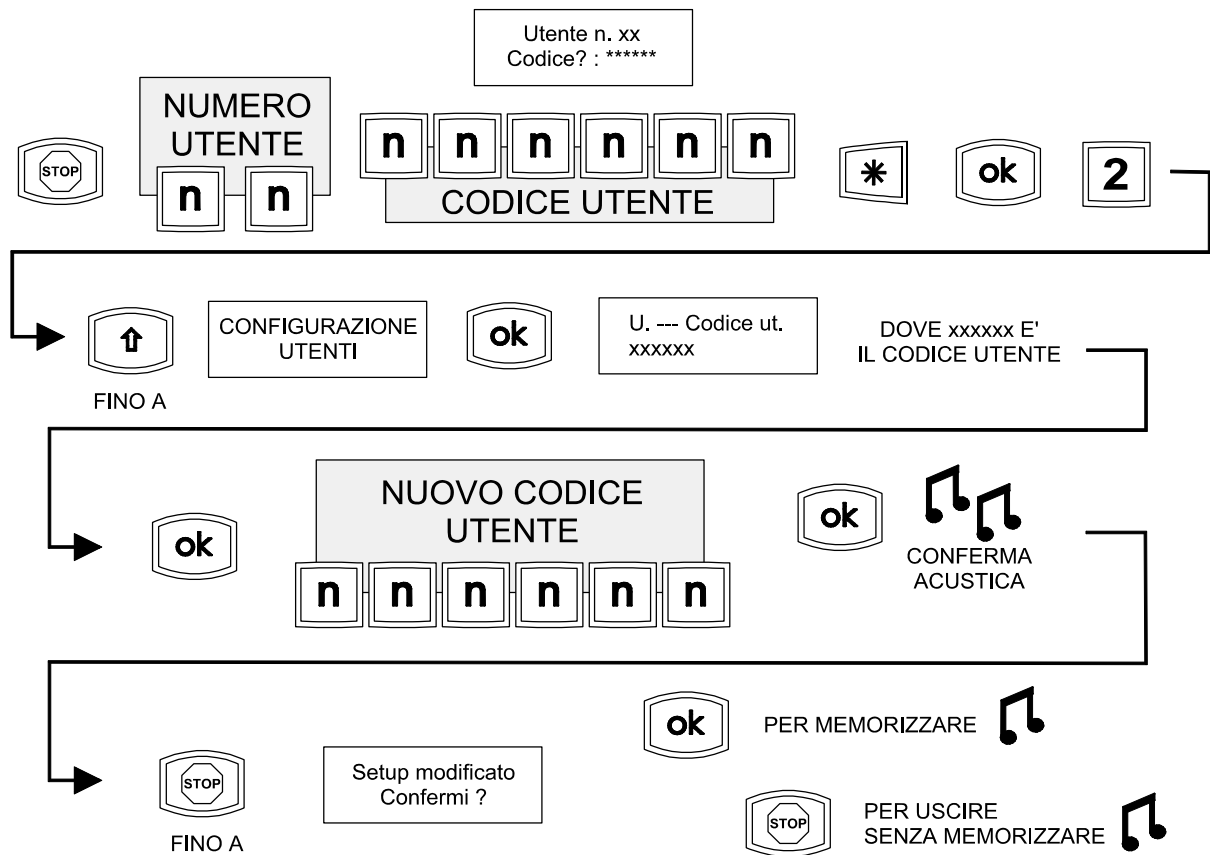 Utente n. xx
Codice? : ******
STOP
NUMERO
UTENTE
n n
n n n n n n
CODICE UTENTE
*
ok
2
FINO A
CONFIGURAZIONE
UTENTI
ok
U. --- Codice ut.
xxxxxx
DOVE xxxxxx E'
IL CODICE UTENTE
ok
NUOVO CODICE
UTENTE
n n n n n n
ok
CONFERMA
ACUSTICA
STOP
FINO A
Setup modificato
Confermi ?
ok
PER MEMORIZZARE
STOP
PER USCIRE
SENZA MEMORIZZARE